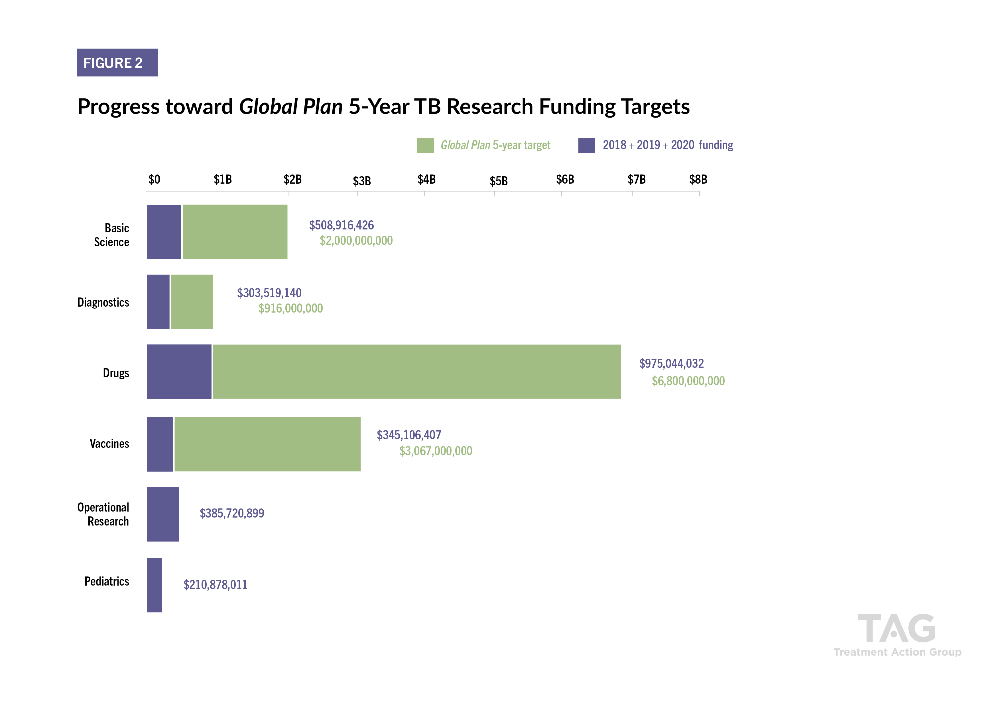 FIGURE 2
Progress toward Global Plan 5-Year TB Research Funding Targets
Global Plan 5-year target
2018 + 2019 + 2020 funding
$0 $1B $2B $3B $4B $5B $6B $7B $8B
Basic
Science
$508,916,426
$2,000,000,000
Diagnostics
$303,519,140
$916,000,000
Drugs
$975,044,032
$6,800,000,000
Vaccines
$345,106,407
$3,067,000,000
Operational
Research
$385,720,899
Pediatrics
$210,878,011
TAG
Treatment Action Group